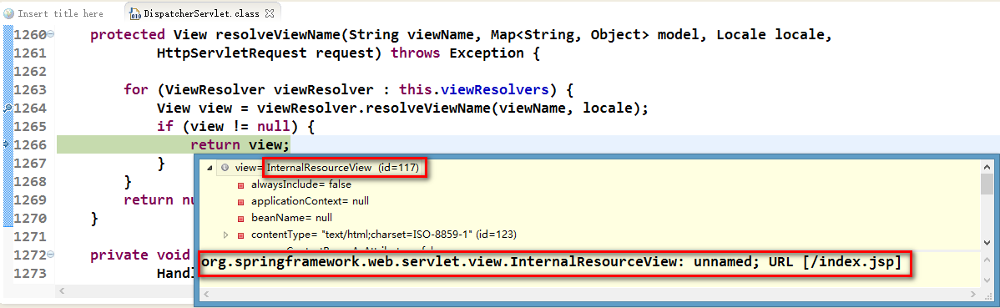 Insert title here DispatcherServlet.class
1260 protected View resolveViewName(String viewName, Map<String, Object> model, Locale locale,
1261 HttpServletRequest request) throws Exception {
1262
1263 for (ViewResolver viewResolver : this.viewResolvers) {
1264 View view = viewResolver.resolveViewName(viewName, locale);
1265 if (view != null) {
1266 return view;
1267 }
1268 }
1269 return nu
1270 }
1271
1272 private void
1273 Handl
view= InternalResourceView (id=117)
alwaysInclude= false
applicationContext= null
beanName= null
contentType= "text/html;charset=ISO-8859-1" (id=123)
org.springframework.web.servlet.view.InternalResourceView: unnamed; URL [/index.jsp]